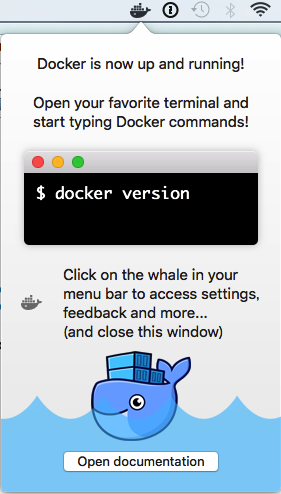 Docker is now up and running!
Open your favorite terminal and
start typing Docker commands!
$ docker version
Click on the whale in your
menu bar to access settings,
feedback and more...
(and close this window)
Open documentation